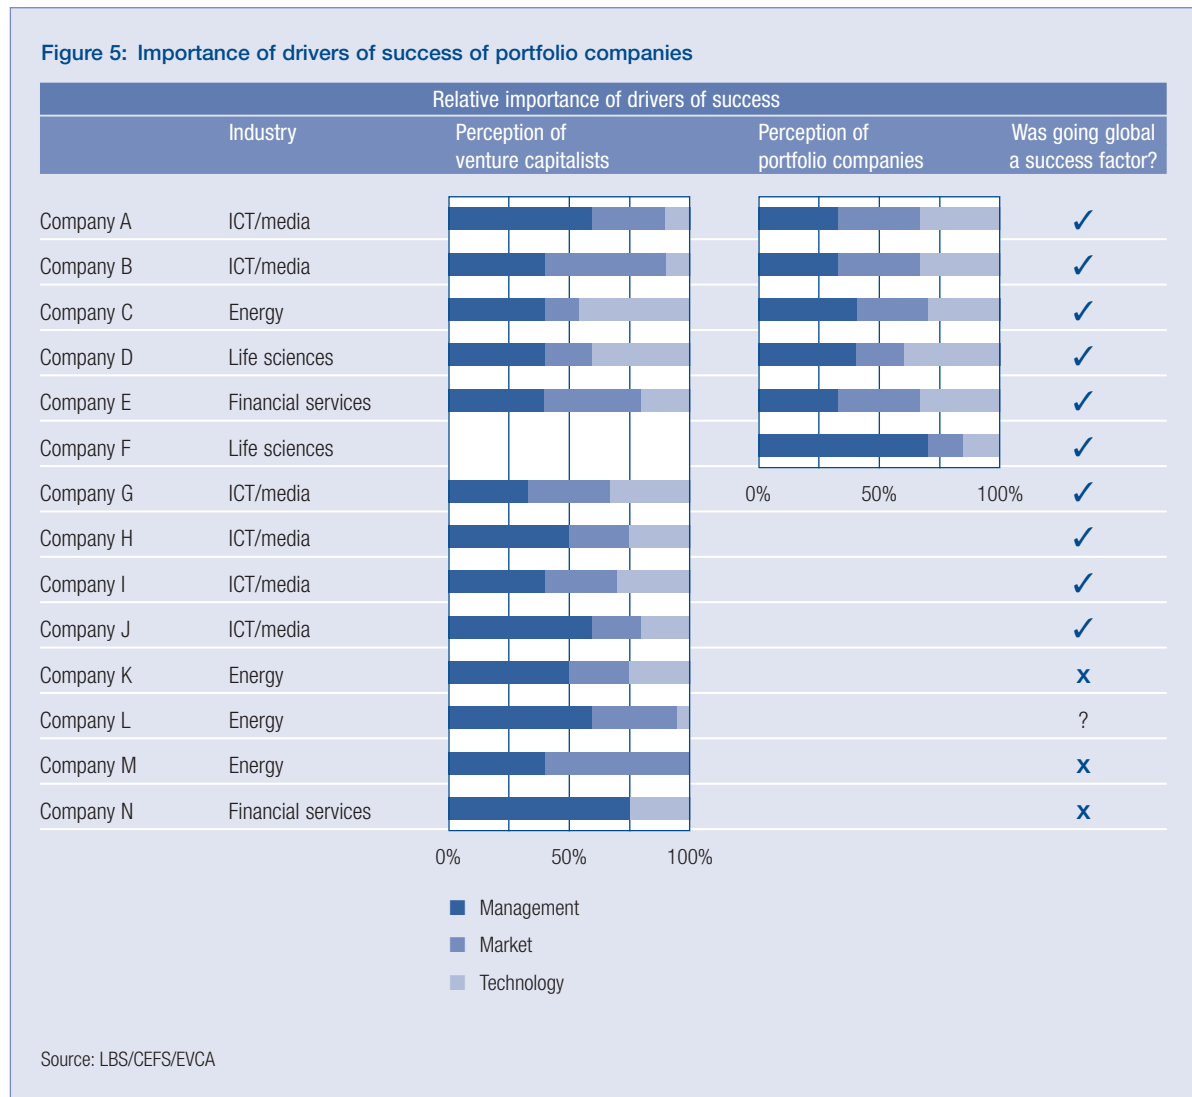 Figure 5: Importance of drivers of success of portfolio companies
Relative importance of drivers of success
Industry Perception of venture capitalists Perception of portfolio companies Was going global a success factor?
Company A ICT/media ✓
Company B ICT/media ✓
Company C Energy ✓
Company D Life sciences ✓
Company E Financial services ✓
Company F Life sciences ✓
0% 50% 100%
Company G ICT/media ✓
Company H ICT/media ✓
Company I ICT/media ✓
Company J ICT/media ✓
Company K Energy x
Company L Energy ?
Company M Energy x
Company N Financial services x
0% 50% 100%
Management
Market
Technology
Source: LBS/CEFS/EVCA